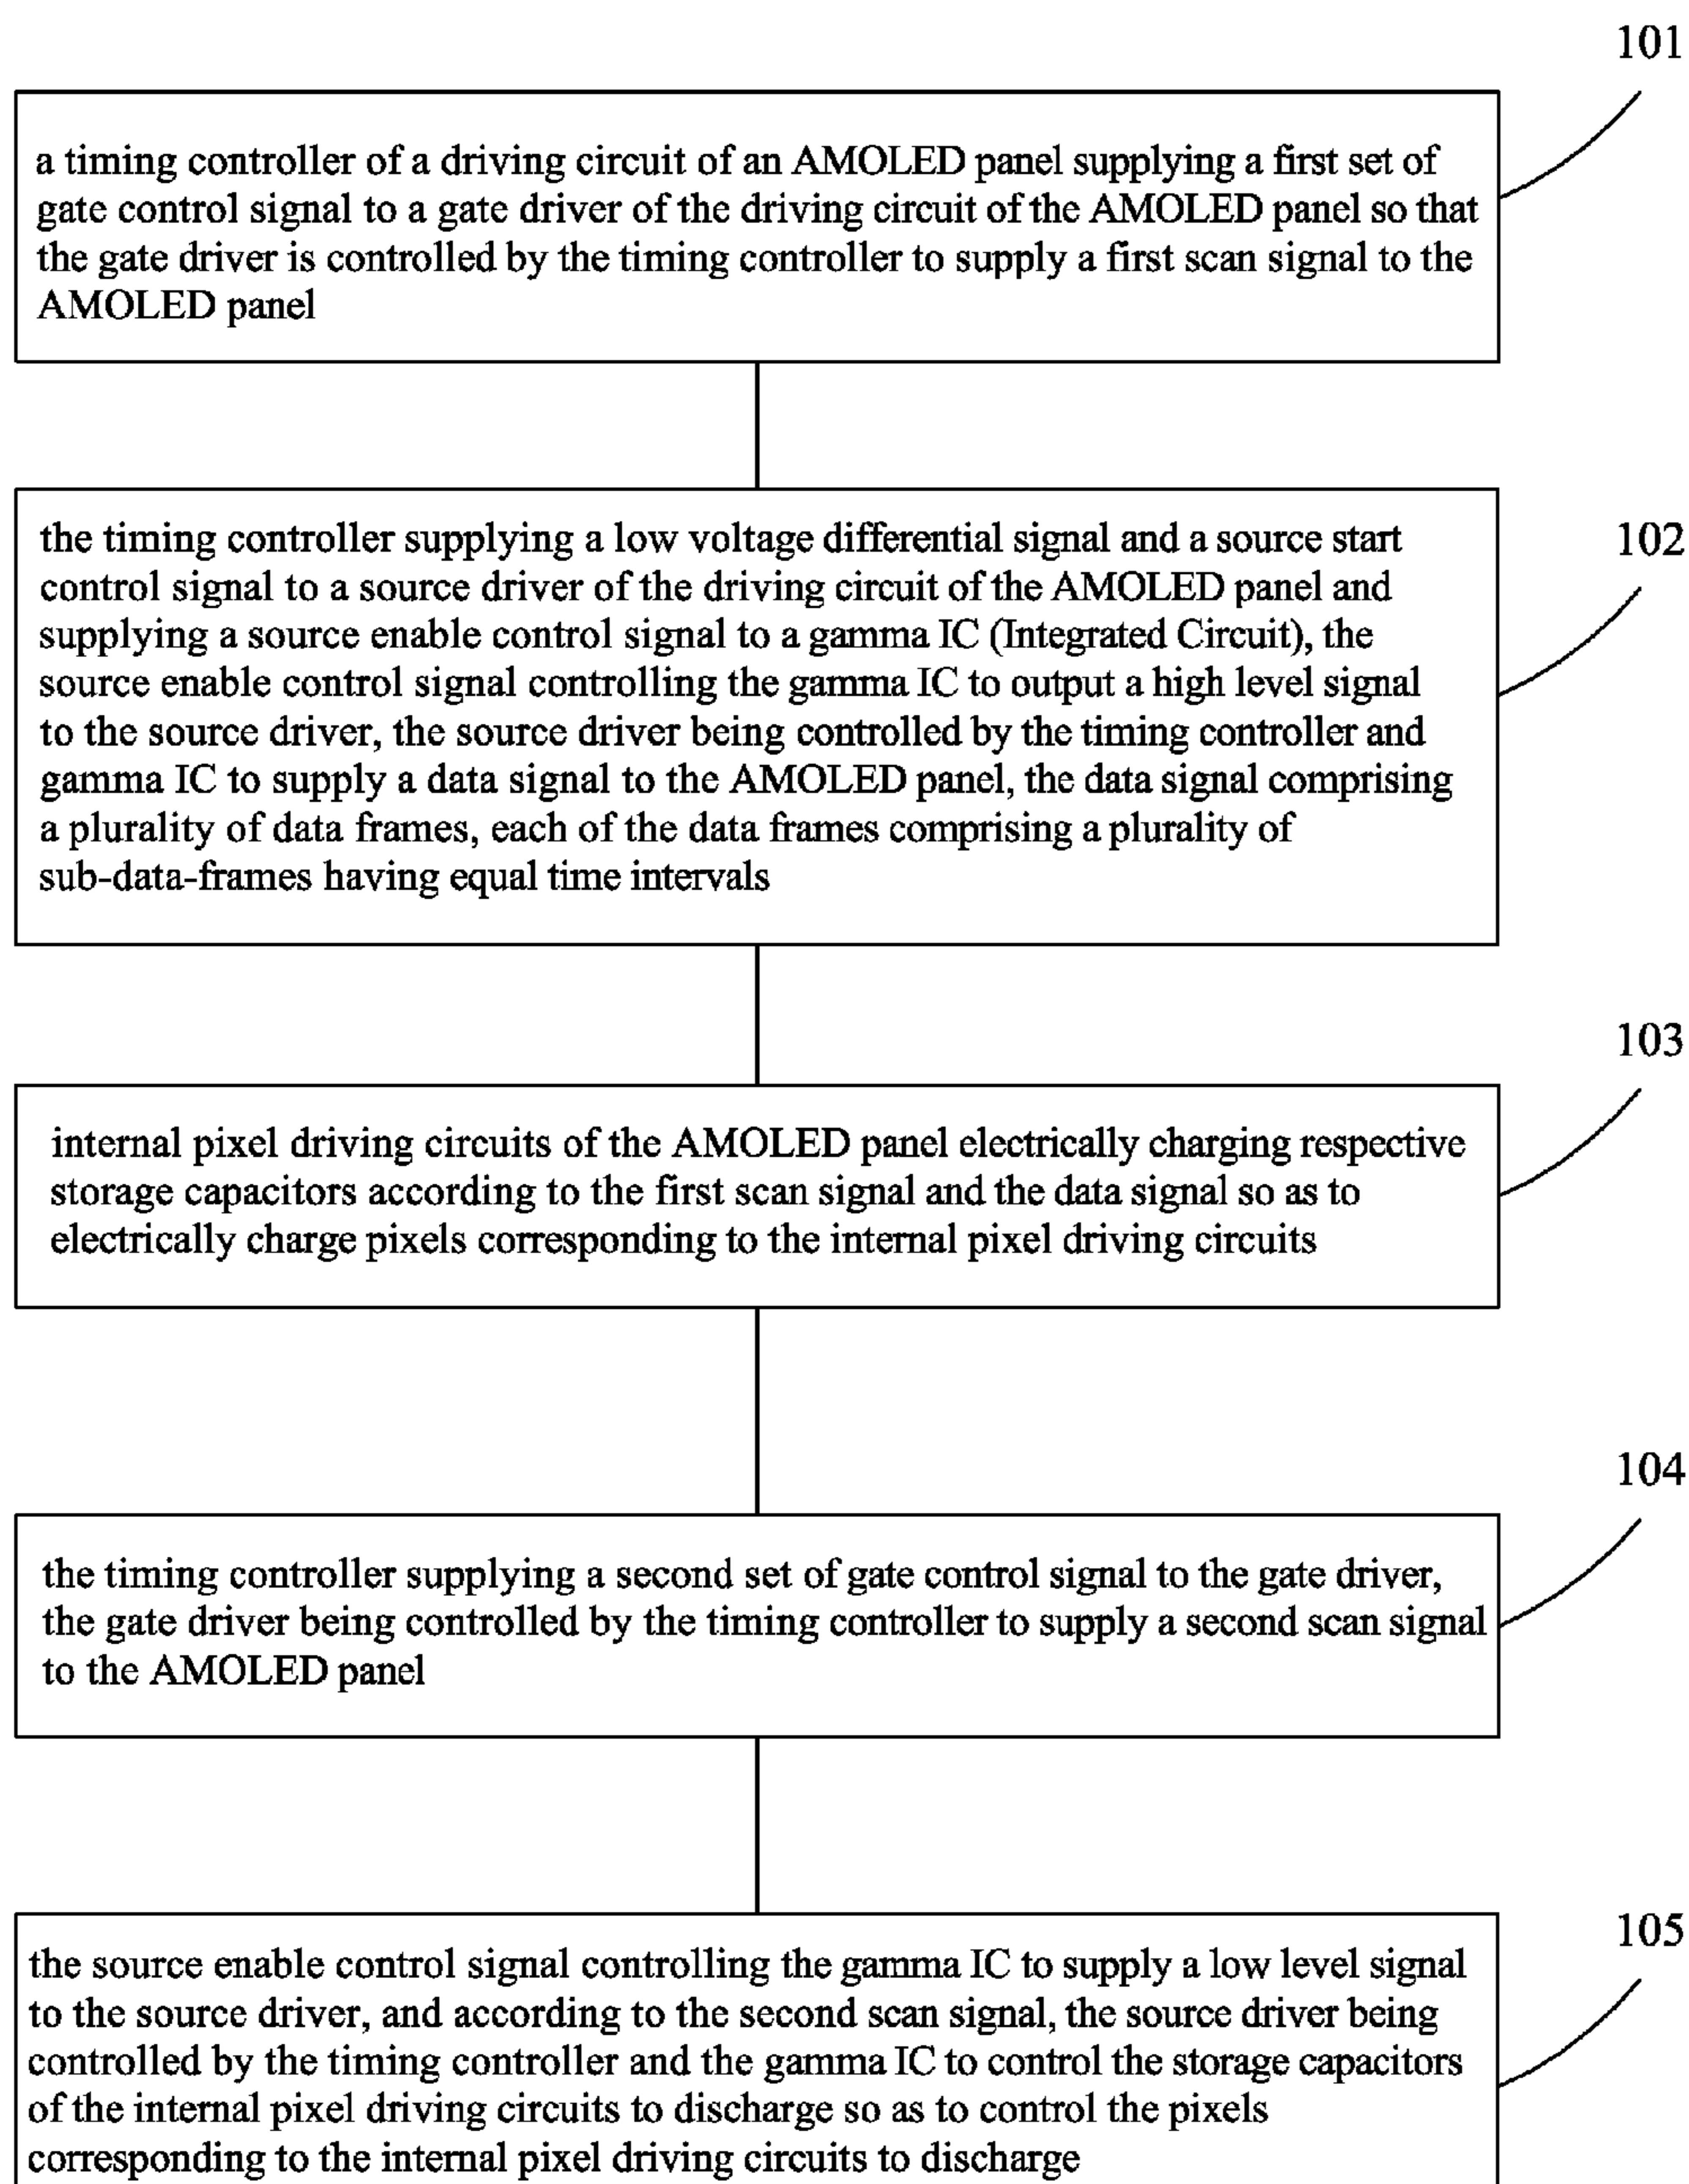 101
a timing controller of a driving circuit of an AMOLED panel supplying a first set of
gate control signal to a gate driver of the driving circuit of the AMOLED panel so that
the gate driver is controlled by the timing controller to supply a first scan signal to the
AMOLED panel
102
the timing controller supplying a low voltage differential signal and a source start
control signal to a source driver of the driving circuit of the AMOLED panel and
supplying a source enable control signal to a gamma IC (Integrated Circuit), the
source enable control signal controlling the gamma IC to output a high level signal
to the source driver, the source driver being controlled by the timing controller and
gamma IC to supply a data signal to the AMOLED panel, the data signal comprising
a plurality of data frames, each of the data frames comprising a plurality of
sub-data-frames having equal time intervals
103
internal pixel driving circuits of the AMOLED panel electrically charging respective
storage capacitors according to the first scan signal and the data signal so as to
electrically charge pixels corresponding to the internal pixel driving circuits
104
the timing controller supplying a second set of gate control signal to the gate driver,
the gate driver being controlled by the timing controller to supply a second scan signal
to the AMOLED panel
105
the source enable control signal controlling the gamma IC to supply a low level signal
to the source driver, and according to the second scan signal, the source driver being
controlled by the timing controller and the gamma IC to control the storage capacitors
of the internal pixel driving circuits to discharge so as to control the pixels
corresponding to the internal pixel driving circuits to discharge